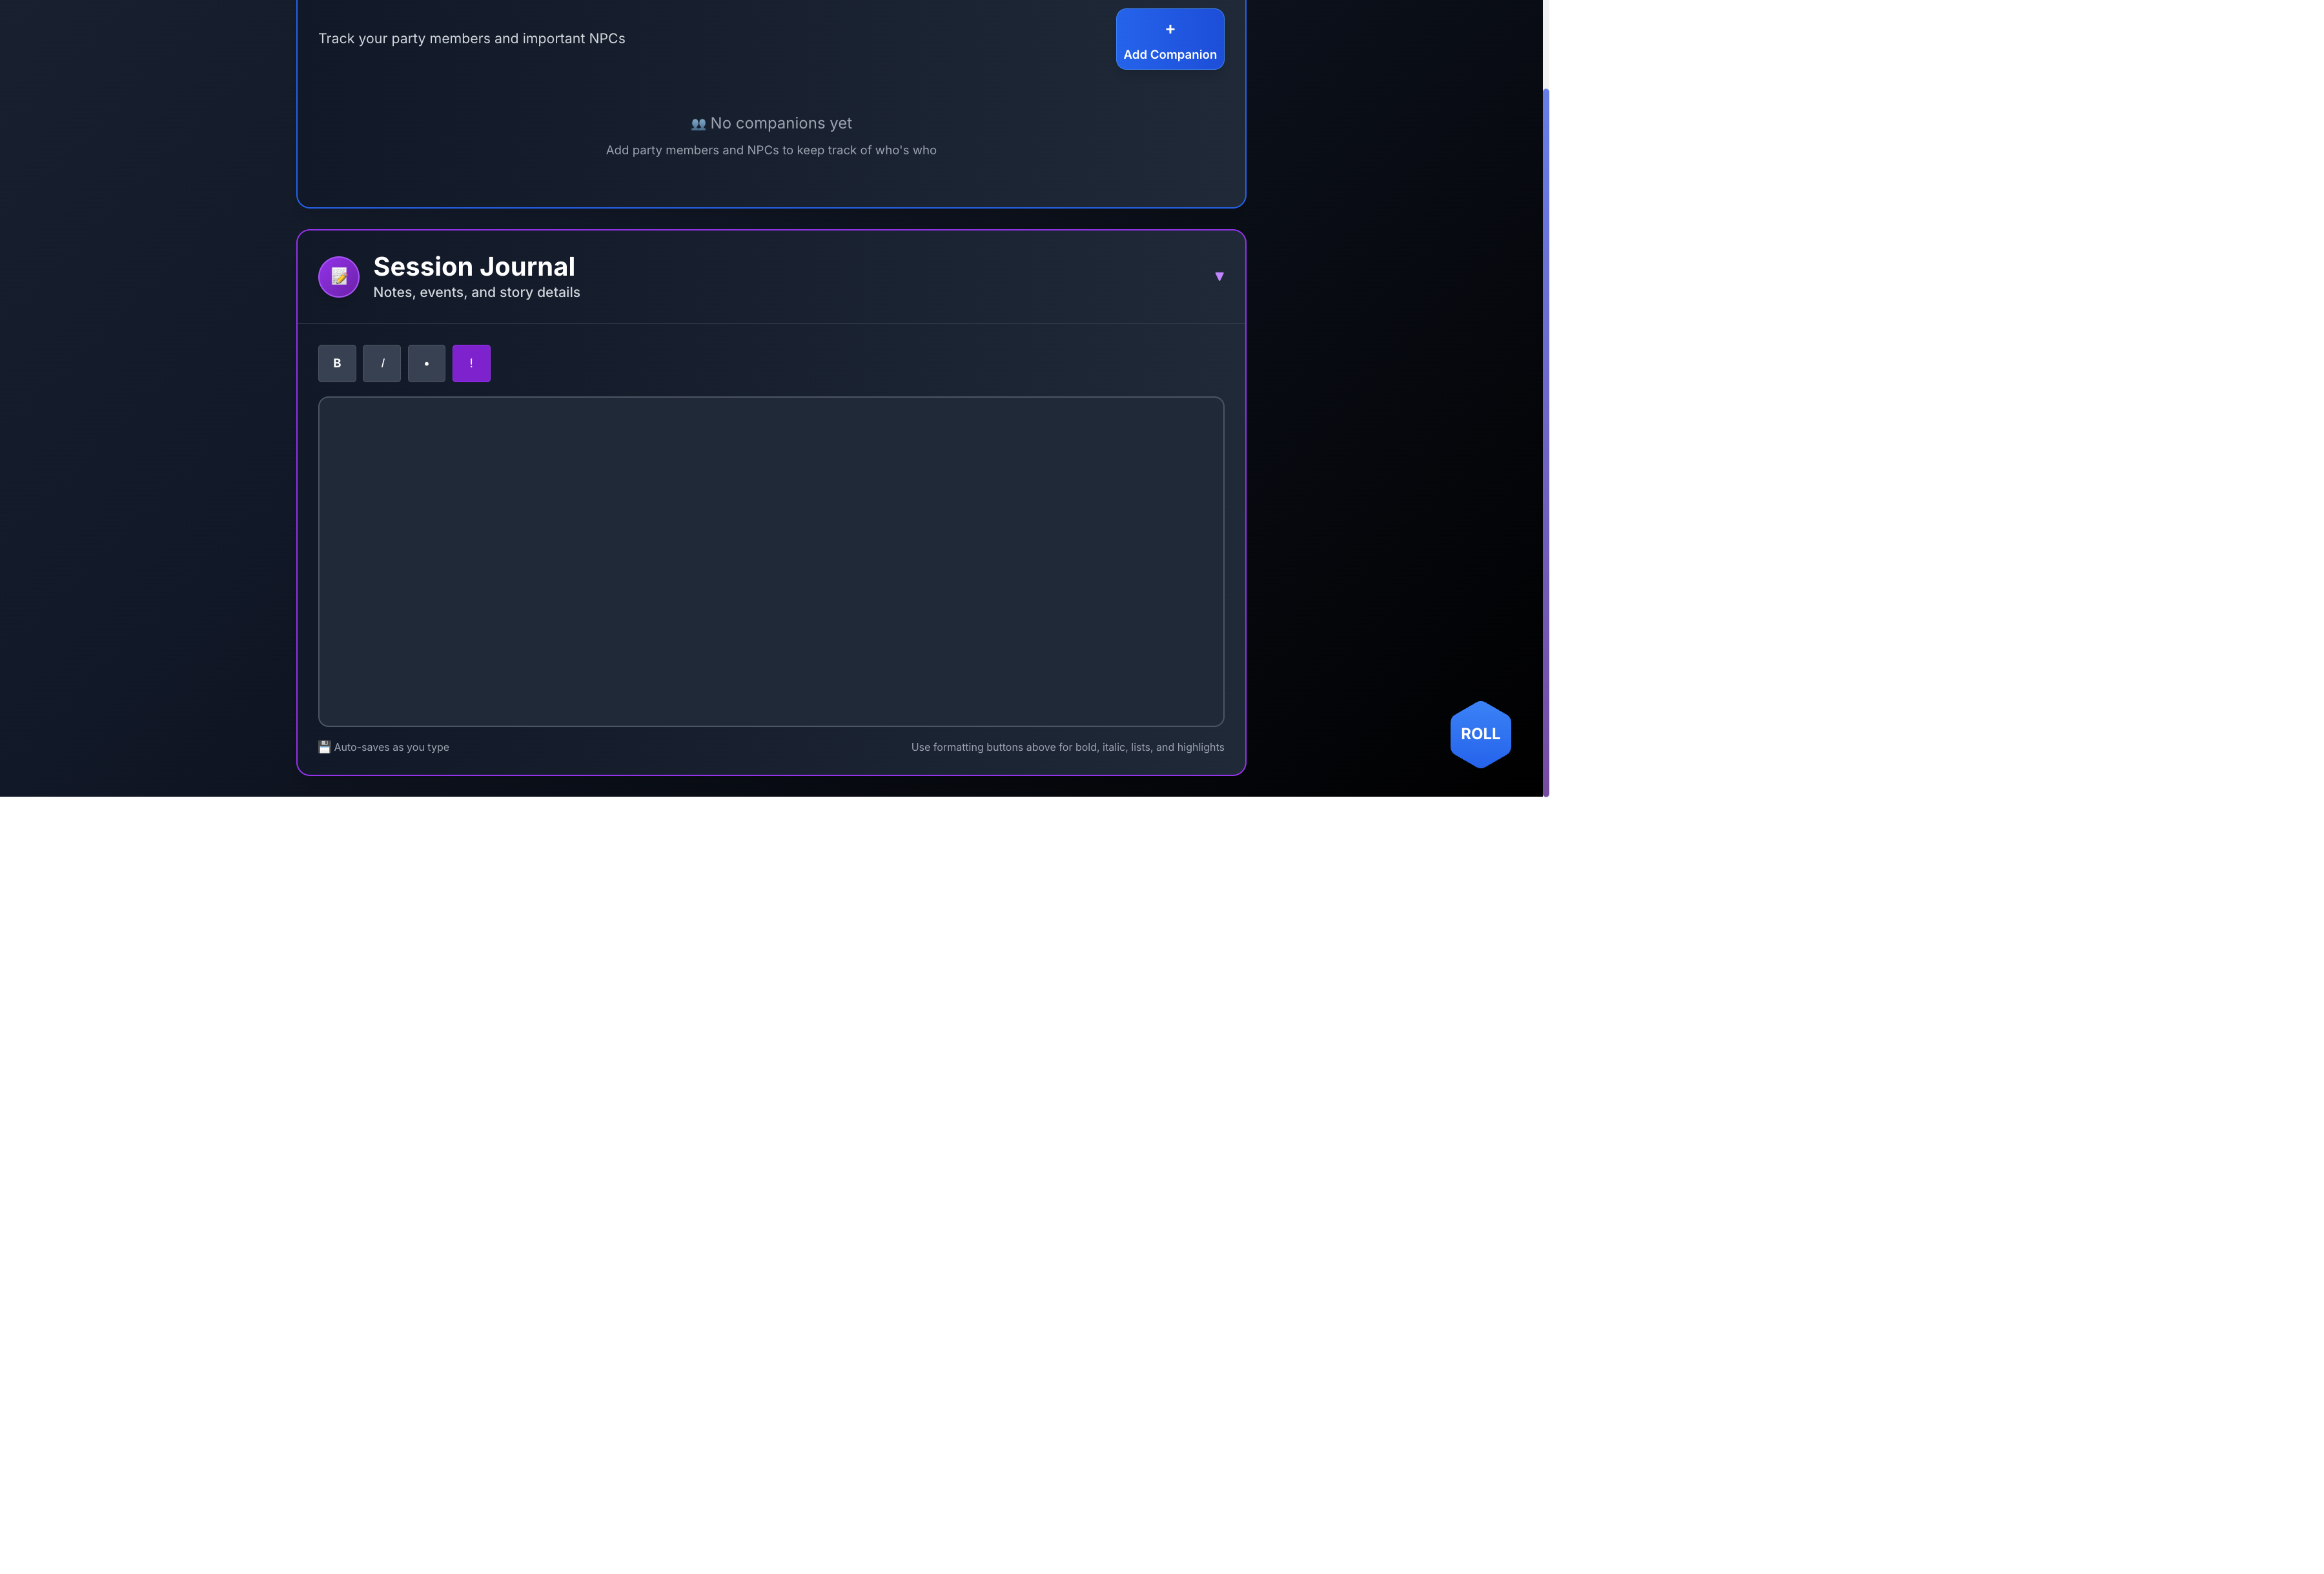 Track your party members and important NPCs
+
Add Companion
👥 No companions yet
Add party members and NPCs to keep track of who's who
📝
Session Journal
Notes, events, and story details
▼
B
I
•
!
💾 Auto-saves as you type
Use formatting buttons above for bold, italic, lists, and highlights
ROLL